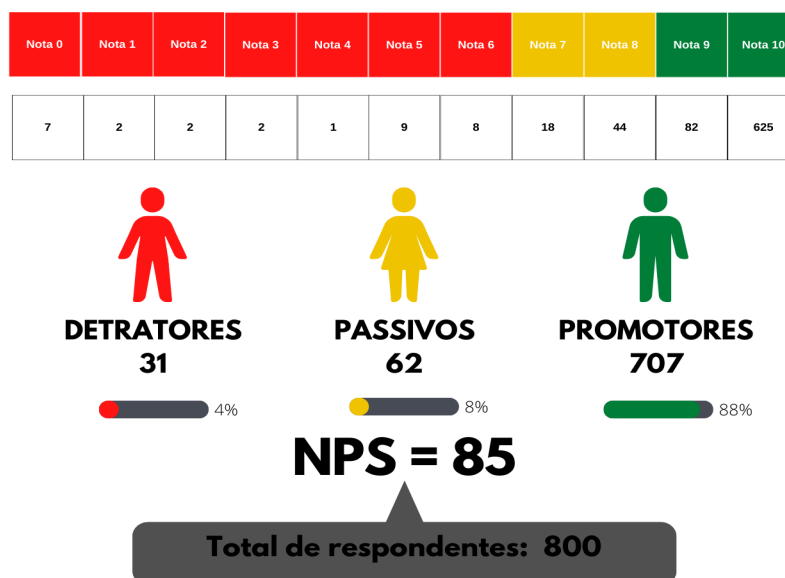 Nota 0 Nota 1 Nota 2 Nota 3 Nota 4 Nota 5 Nota 6 Nota 7 Nota 8 Nota 9 Nota 10
7 2 2 2 1 9 8 18 44 82 625
DETRATORES PASSIVOS PROMOTORES
31 62 707
4% 8% 88%
NPS = 85
Total de respondentes: 800